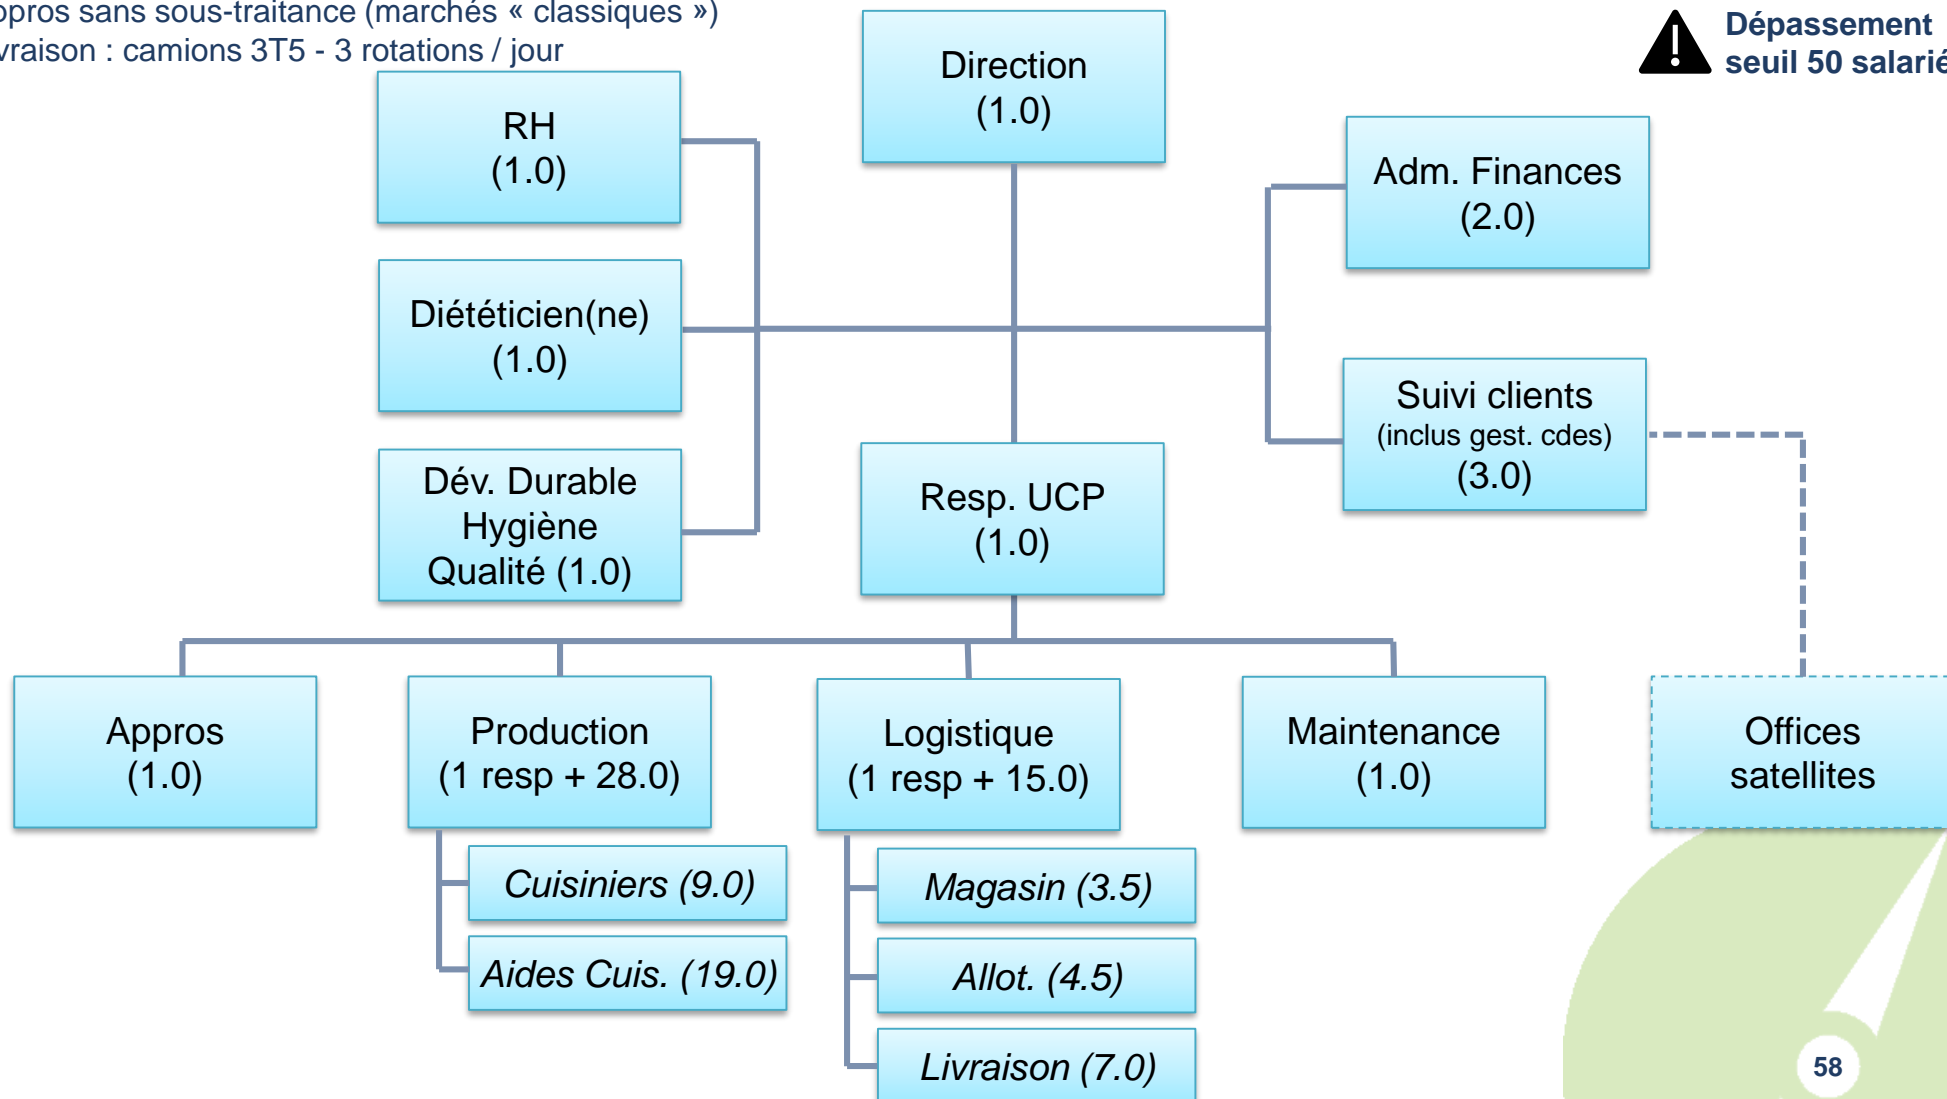 sans sous-traitance (marchés « classiques »)
: camions 3T5 - 3 rotations / jour
Dépassement
seuil 50
Direction
(1.0)
RH
(1.0)
Adm. Finances
(2.0)
Diététicien(ne)
(1.0)
Suivi clients
(inclus gest. cdes)
(3.0)
Dév. Durable
Hygiène
Qualité (1.0)
Resp. UCP
(1.0)
Appros
(1.0)
Production
(1 resp + 28.0)
Logistique
(1 resp + 15.0)
Maintenance
(1.0)
Offices
satellites
Cuisiniers (9.0)
Aides Cuis. (19.0)
Magasin (3.5)
Allot. (4.5)
Livraison (7.0)
58